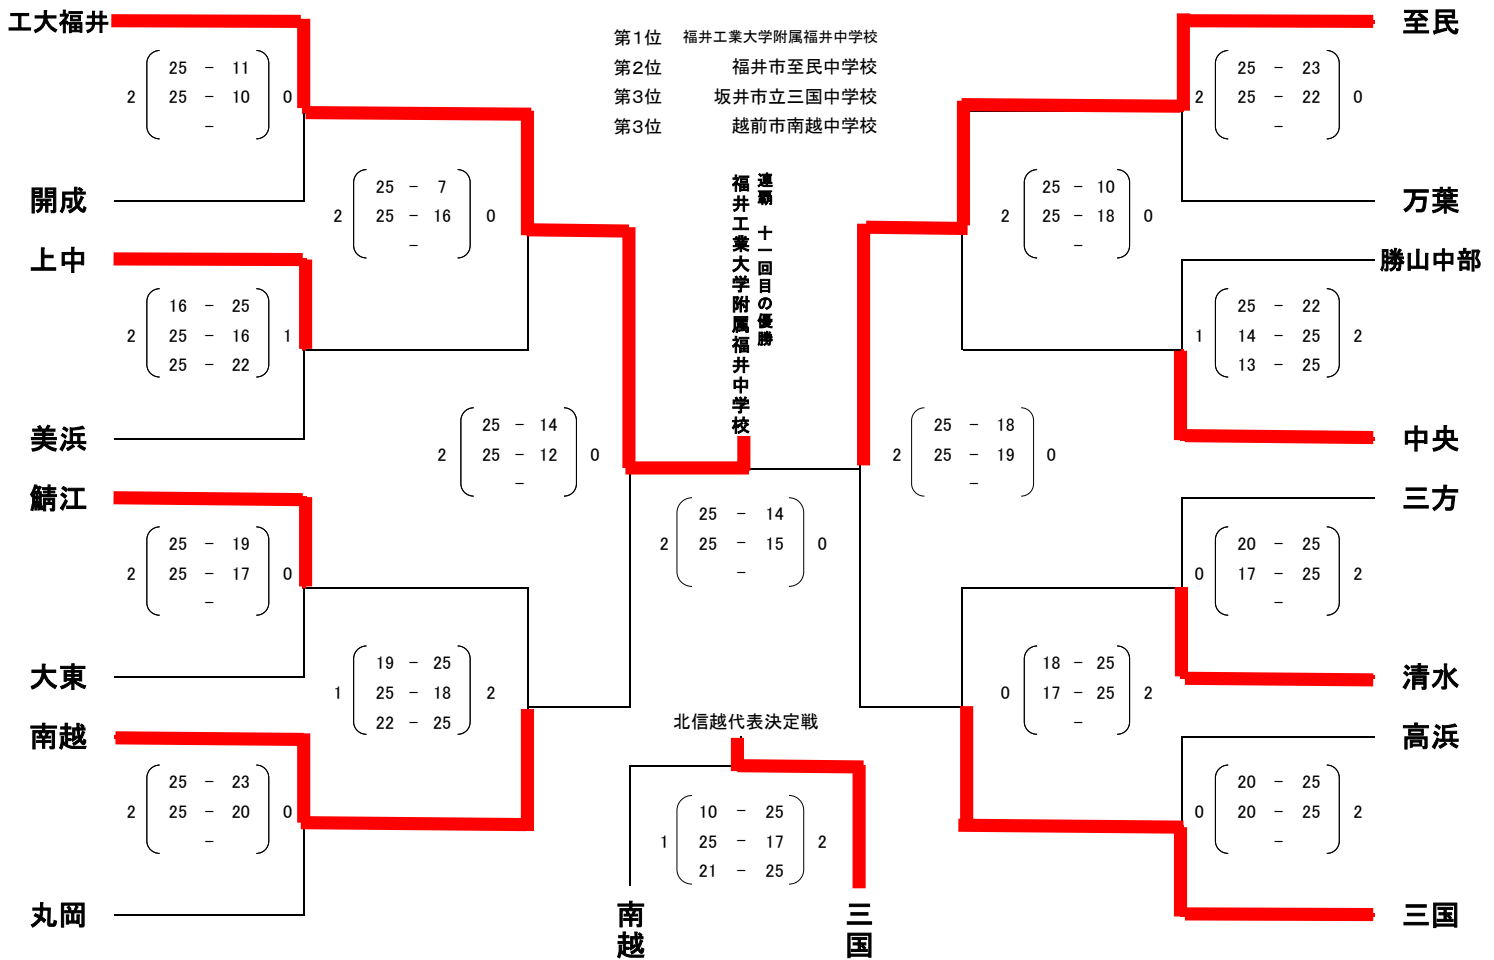 工大福井
至民
第1位 福井工業大学附属福井中学校
第2位 福井市至民中学校
第3位 坂井市立三国中学校
第3位 越前市南越中学校
2 25 - 11 0
25 - 10
-
開成
2 25 - 7 0
25 - 16
-
上中
2 16 - 25 1
25 - 16
25 - 22
美浜
2 25 - 14 0
25 - 12
-
鯖江
2 25 - 19 0
25 - 17
-
大東
1 19 - 25 2
25 - 18
22 - 25
南越
2 25 - 23 0
25 - 20
-
丸岡
連覇 十一回目の優勝
福井工業大学附属福井中学校
2 25 - 14 0
25 - 15
-
北信越代表決定戦
1 10 - 25 2
25 - 17
21 - 25
南越
三国
2 25 - 23 0
25 - 22
-
万葉
2 25 - 10 0
25 - 18
-
勝山中部
1 25 - 22 2
14 - 25
13 - 25
中央
2 25 - 18 0
25 - 19
-
三方
0 20 - 25 2
17 - 25
-
清水
0 18 - 25 2
17 - 25
-
高浜
0 20 - 25 2
20 - 25
-
三国